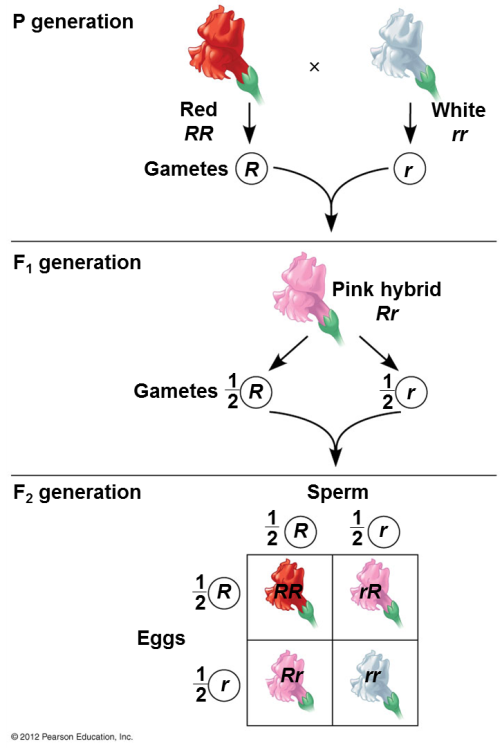 P generation
×
Red
RR
White
rr
Gametes R r
F₁ generation
Pink hybrid
Rr
Gametes 1/2 R 1/2 r
F₂ generation
Sperm
1/2 R 1/2 r
1/2 R
RR rR
Eggs
1/2 r
Rr rr
© 2012 Pearson Education, Inc.